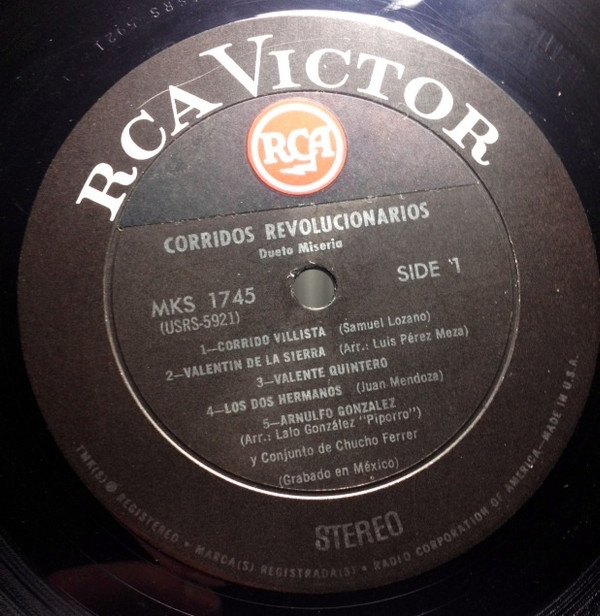 RCA VICTOR
RCA
CORRIDOS REVOLUCIONARIOS
Dueto Miseria
MKS 1745
SIDE 1
(USRS-5921)
1—CORRIDO VILLISTA (Samuel Lozano)
2—VALENTIN DE LA SIERRA (Arr.: Luis Pérez Meza)
3—VALENTE QUINTERO
4—LOS DOS HERMANOS (Juan Mendoza)
5—ARNULFO GONZALEZ
(Arr.: Lalo González "Piporro")
y Conjunto de Chucho Ferrer
(Grabado en México)
STEREO
TMK(S) ® REGISTERED • MARCA(S) REGISTRADA(S) • RADIO CORPORATION OF AMERICA—MADE IN U.S.A.